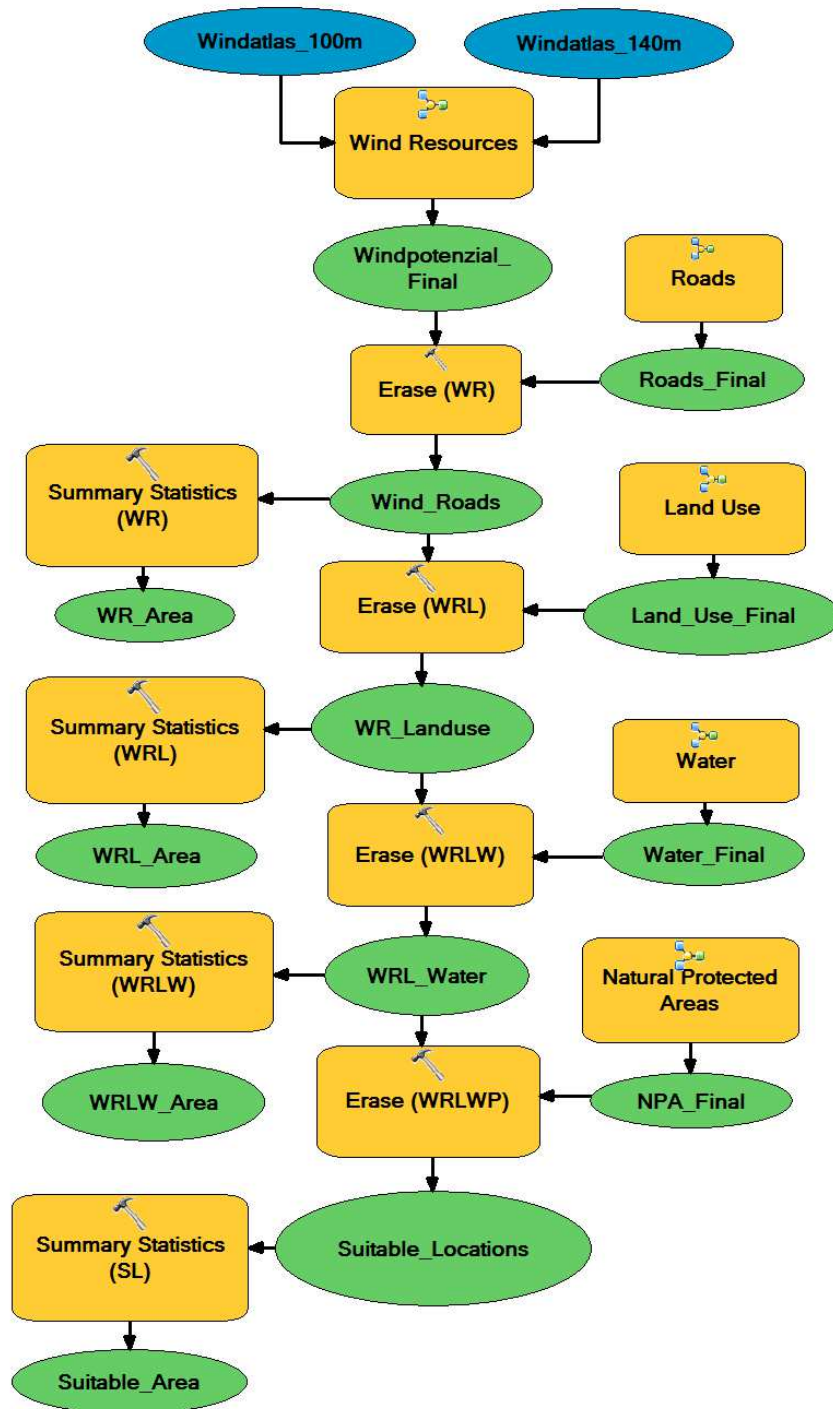 Windatlas_100m
Windatlas_140m
Wind Resources
Windpotenzial_
Final
Roads
Erase (WR)
Roads_Final
Summary Statistics
(WR)
Wind_Roads
Land Use
WR_Area
Erase (WRL)
Land_Use_Final
Summary Statistics
(WRL)
WR_Landuse
Water
WRL_Area
Erase (WRLW)
Water_Final
Summary Statistics
(WRLW)
WRL_Water
Natural Protected
Areas
WRLW_Area
Erase (WRLWP)
NPA_Final
Summary Statistics
(SL)
Suitable_Locations
Suitable_Area